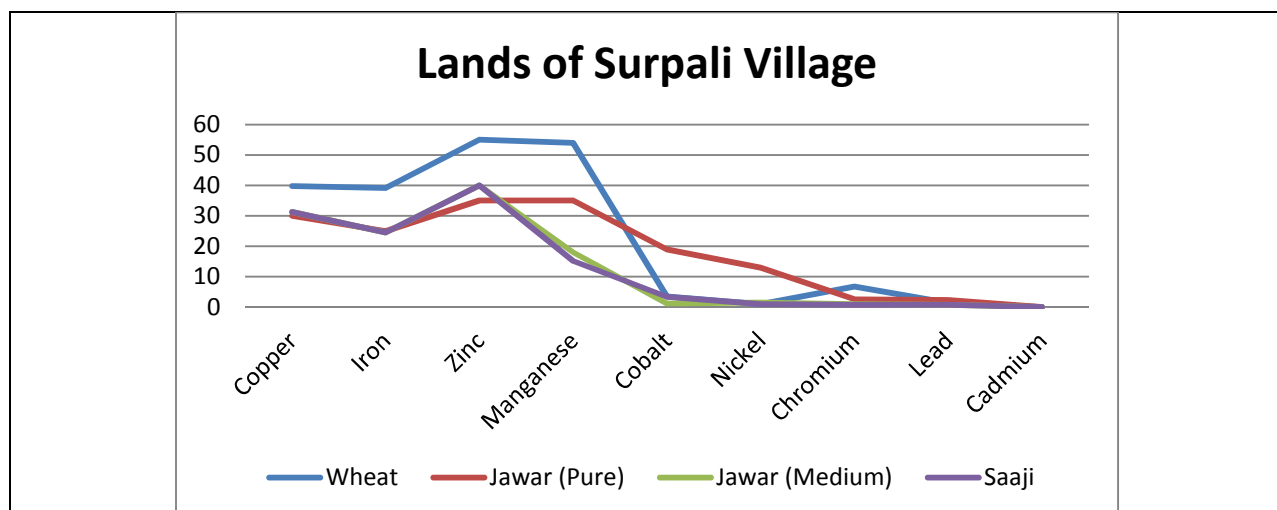 Lands of Surpali Village
60
50
40
30
20
10
0
Copper
Iron
Zinc
Manganese
Cobalt
Nickel
Chromium
Lead
Cadmium
Wheat Jawar (Pure) Jawar (Medium) Saaji